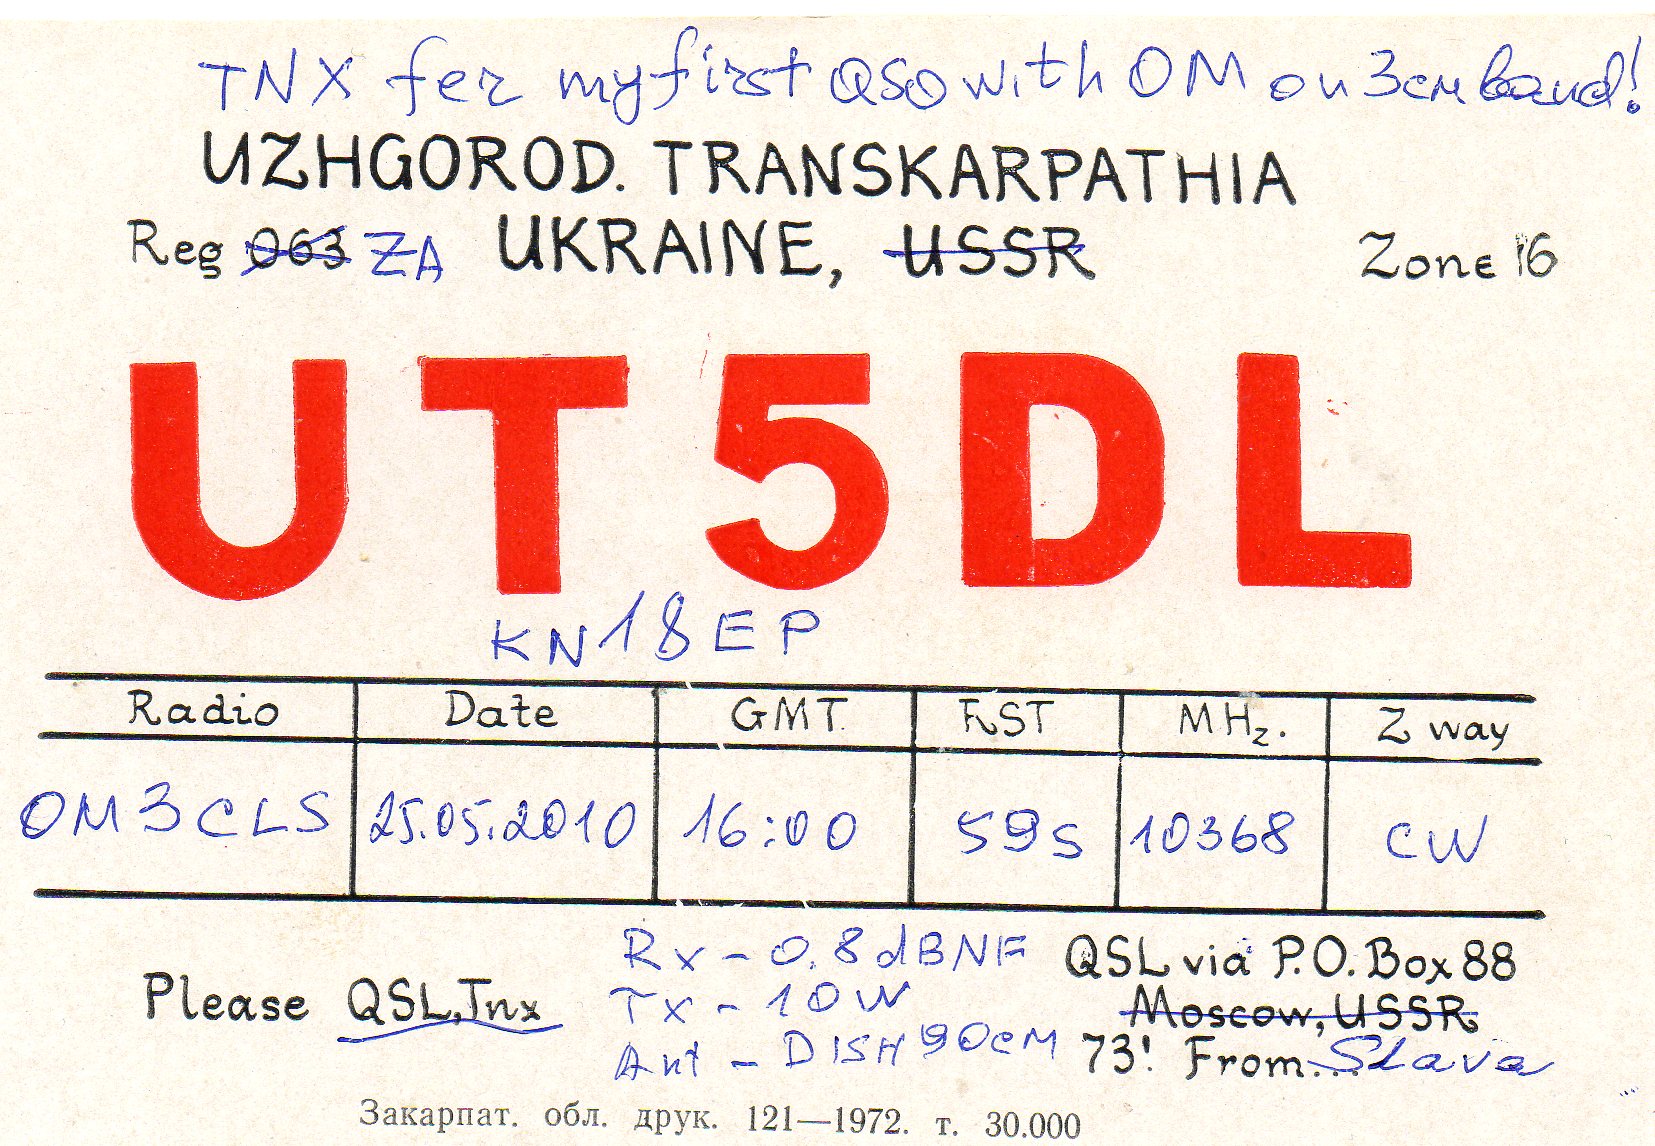 TNX fer my first QSO with OM on 3cm band!
UZHGOROD. TRANSKARPATHIA
Reg 063 ZA UKRAINE, USSR Zone 16
UT5DL
KN18EP
Radio Date GMT RST MHz. 2 way
OM3CLS 25.05.2010 16:00 59s 10368 CW
Rx - 0,8 dBNF QSL via P.O. Box 88
Please QSL, Tnx Tx - 10W Moscow, USSR
Ant - DISH 90cm 73! From... Slava
Закарпат. обл. друк. 121—1972. т. 30.000